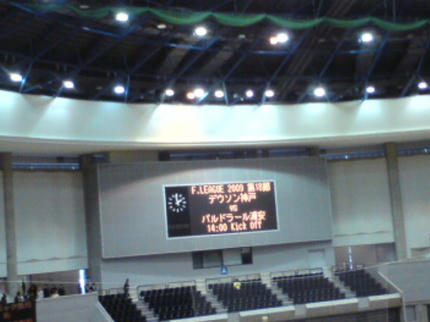 F.LEAGUE 2009 第18節
デウソン神戸
VS
バルドラール浦安
14:00 Kick Off